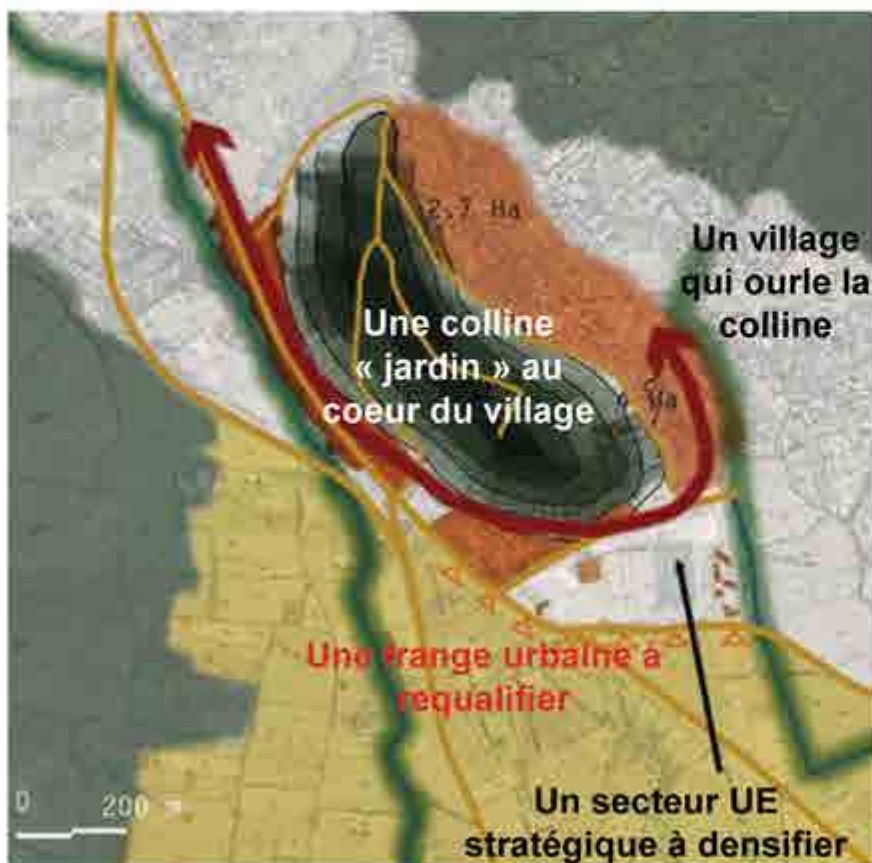 2,7 Ha
Un village
qui ourle la
colline
Une colline
« jardin » au
coeur du village
Ha
Une frange urbaine à
requalifier
0 200 m
Un secteur UE
stratégique à densifier